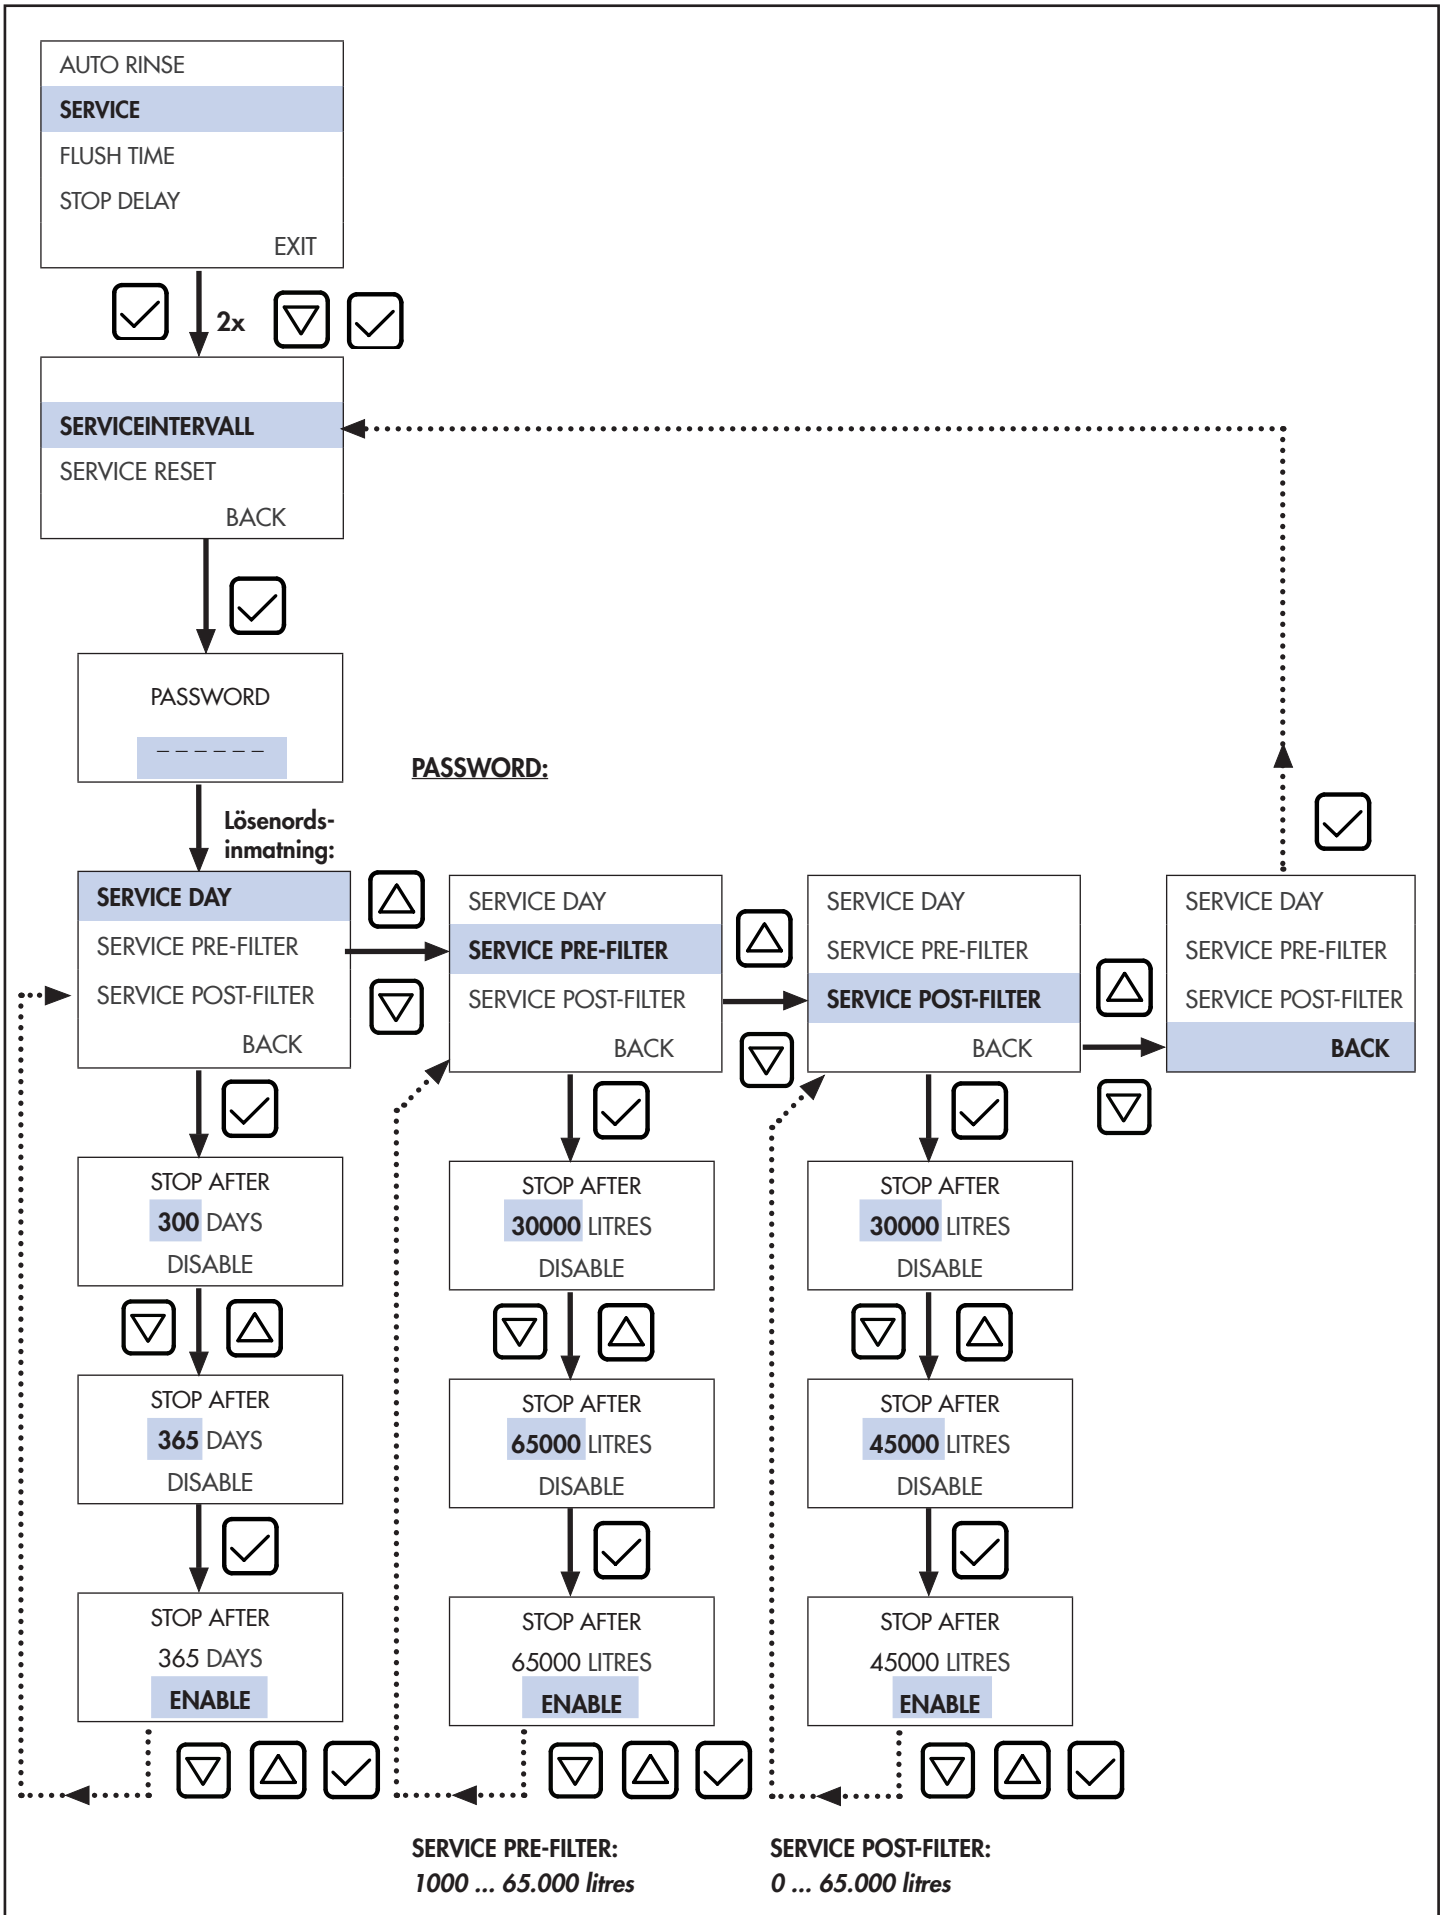 AUTO RINSE
SERVICE
FLUSH TIME
STOP DELAY
EXIT
2x
SERVICEINTERVALL
SERVICE RESET
BACK
PASSWORD
_ _ _ _ _ _
PASSWORD:
Lösenords-
inmatning:
SERVICE DAY
SERVICE PRE-FILTER
SERVICE POST-FILTER
BACK
SERVICE DAY
SERVICE PRE-FILTER
SERVICE POST-FILTER
BACK
SERVICE DAY
SERVICE PRE-FILTER
SERVICE POST-FILTER
BACK
SERVICE DAY
SERVICE PRE-FILTER
SERVICE POST-FILTER
BACK
STOP AFTER
300 DAYS
DISABLE
STOP AFTER
30000 LITRES
DISABLE
STOP AFTER
30000 LITRES
DISABLE
STOP AFTER
365 DAYS
DISABLE
STOP AFTER
65000 LITRES
DISABLE
STOP AFTER
45000 LITRES
DISABLE
STOP AFTER
365 DAYS
ENABLE
STOP AFTER
65000 LITRES
ENABLE
STOP AFTER
45000 LITRES
ENABLE
SERVICE PRE-FILTER:
1000 ... 65.000 litres
SERVICE POST-FILTER:
0 ... 65.000 litres